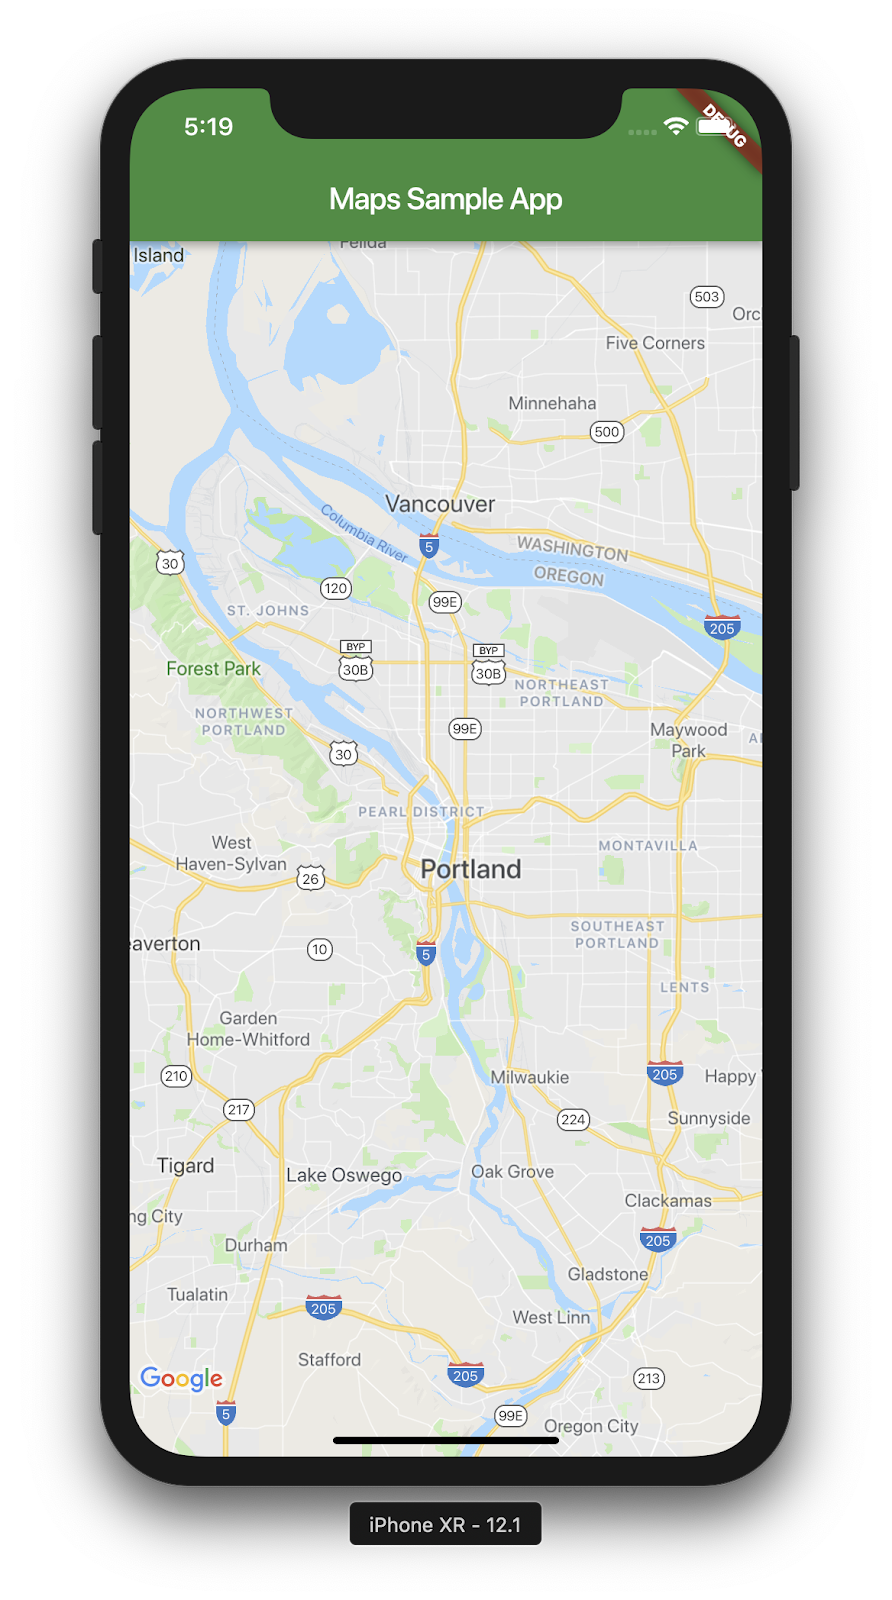 5:19
DEBUG
Maps Sample App
Felida
Island
503
Orc
Five Corners
Minnehaha
500
Vancouver
Columbia River
5
WASHINGTON
OREGON
30
120
99E
ST. JOHNS
205
BYP
30B
BYP
30B
Forest Park
NORTHEAST
PORTLAND
NORTHWEST
PORTLAND
99E
Maywood
Park
A
30
PEARL DISTRICT
West
Haven-Sylvan
MONTAVILLA
Portland
26
SOUTHEAST
PORTLAND
eaverton
10
5
LENTS
Garden
Home-Whitford
210
Milwaukie
205
Happy
217
224
Sunnyside
Tigard
Lake Oswego
Oak Grove
ng City
Clackamas
Durham
205
Gladstone
Tualatin
205
West Linn
Stafford
Google
205
213
5
99E
Oregon City
iPhone XR - 12.1